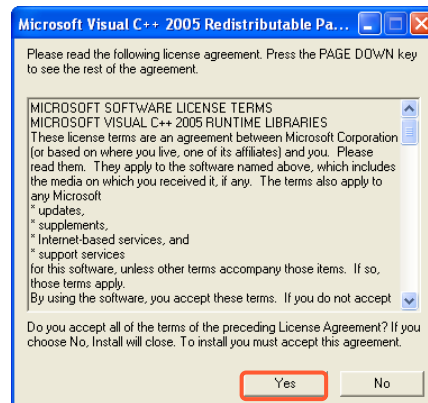 Microsoft Visual C++ 2005 Redistributable Pa...
Please read the following license agreement. Press the PAGE DOWN key
to see the rest of the agreement.
MICROSOFT SOFTWARE LICENSE TERMS
MICROSOFT VISUAL C++ 2005 RUNTIME LIBRARIES
These license terms are an agreement between Microsoft Corporation
(or based on where you live, one of its affiliates) and you.  Please
read them.  They apply to the software named above, which includes
the media on which you received it, if any.  The terms also apply to
any Microsoft
* updates,
* supplements,
* Internet-based services, and
* support services
for this software, unless other terms accompany those items.  If so,
those terms apply.
By using the software, you accept these terms.  If you do not accept
Do you accept all of the terms of the preceding License Agreement? If you
choose No, Install will close. To install you must accept this agreement.
Yes
No